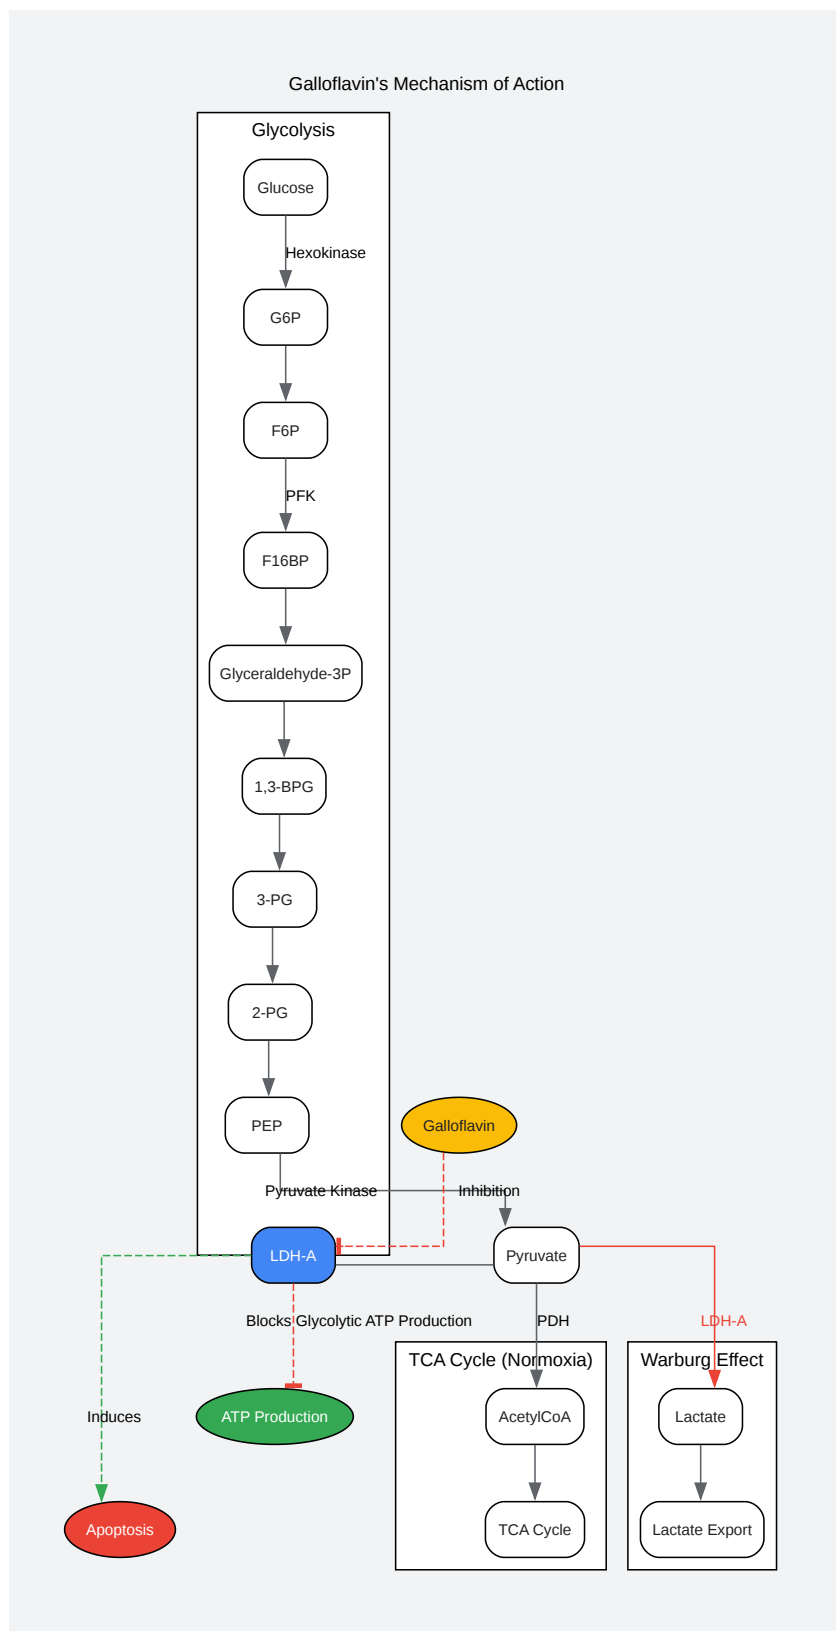 Galloflavin's Mechanism of Action
Glycolysis
Glucose
Hexokinase
G6P
F6P
PFK
F16BP
Glyceraldehyde-3P
1,3-BPG
3-PG
2-PG
PEP
Galloflavin
Pyruvate Kinase
Inhibition
LDH-A
Pyruvate
Blocks Glycolytic ATP Production
PDH
LDH-A
TCA Cycle (Normoxia)
Warburg Effect
Induces
ATP Production
AcetylCoA
Lactate
Apoptosis
TCA Cycle
Lactate Export